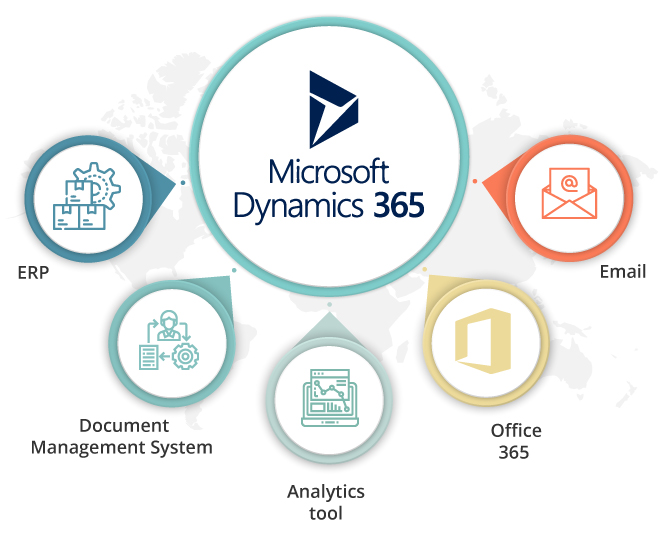 Microsoft
Dynamics 365
ERP
Email
Document
Management System
Office
365
Analytics
tool